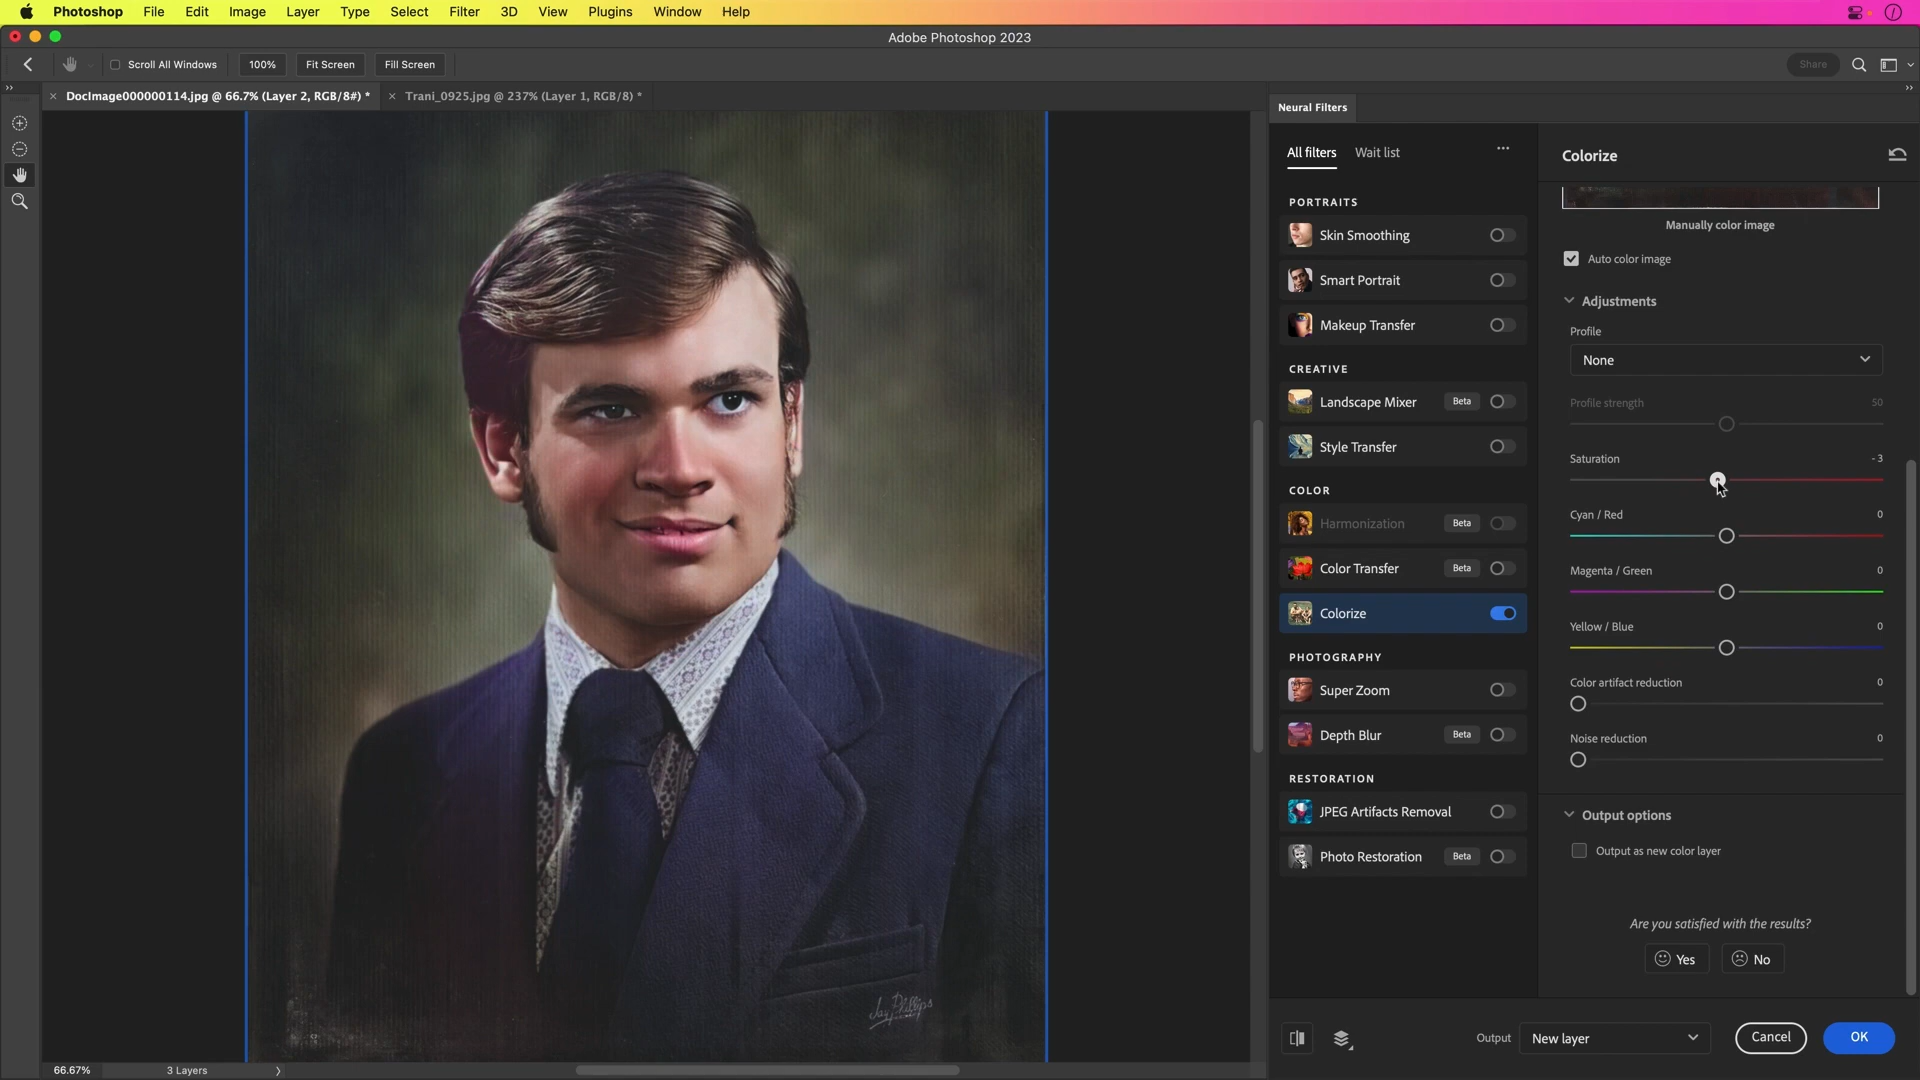 Photoshop File Edit Image Layer Type Select Filter 3D View Plugins Window Help
Adobe Photoshop 2023
Scroll All Windows 100% Fit Screen Fill Screen Share
DocImage000000114.jpg @ 66.7% (Layer 2, RGB/8#) * Trani_0925.jpg @ 237% (Layer 1, RGB/8) *
Neural Filters
All filters Wait list
PORTRAITS
Skin Smoothing
Smart Portrait
Makeup Transfer
CREATIVE
Landscape Mixer Beta
Style Transfer
COLOR
Harmonization Beta
Color Transfer Beta
Colorize
PHOTOGRAPHY
Super Zoom
Depth Blur Beta
RESTORATION
JPEG Artifacts Removal
Photo Restoration Beta
Colorize
Manually color image
Auto color image
Adjustments
Profile
None
Profile strength 50
Saturation -3
Cyan / Red 0
Magenta / Green 0
Yellow / Blue 0
Color artifact reduction 0
Noise reduction 0
Output options
Output as new color layer
Are you satisfied with the results?
Yes No
Output New layer Cancel OK
Jay Phillips
66.67% 3 Layers